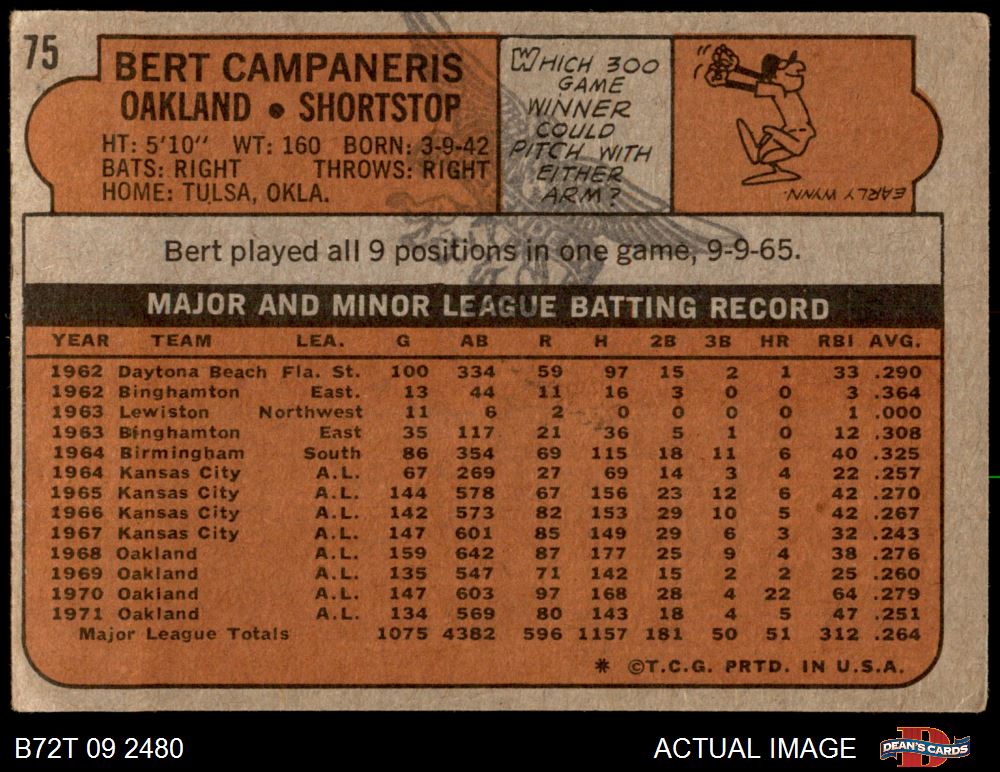 75
BERT CAMPANERIS
OAKLAND • SHORTSTOP
HT: 5'10" WT: 160 BORN: 3-9-42
BATS: RIGHT THROWS: RIGHT
HOME: TULSA, OKLA.
WHICH 300
GAME
WINNER
COULD
PITCH WITH
EITHER
ARM?
EARLY WYNN.
Bert played all 9 positions in one game, 9-9-65.
MAJOR AND MINOR LEAGUE BATTING RECORD
YEAR TEAM LEA. G AB R H 2B 3B HR RBI AVG.
1962 Daytona Beach Fla. St. 100 334 59 97 15 2 1 33 .290
1962 Binghamton East. 13 44 11 16 3 0 0 3 .364
1963 Lewiston Northwest 11 6 2 0 0 0 0 1 .000
1963 Binghamton East 35 117 21 36 5 1 0 12 .308
1964 Birmingham South 86 354 69 115 18 11 6 40 .325
1964 Kansas City A.L. 67 269 27 69 14 3 4 22 .257
1965 Kansas City A.L. 144 578 67 156 23 12 6 42 .270
1966 Kansas City A.L. 142 573 82 153 29 10 5 42 .267
1967 Kansas City A.L. 147 601 85 149 29 6 3 32 .243
1968 Oakland A.L. 159 642 87 177 25 9 4 38 .276
1969 Oakland A.L. 135 547 71 142 15 2 2 25 .260
1970 Oakland A.L. 147 603 97 168 28 4 22 64 .279
1971 Oakland A.L. 134 569 80 143 18 4 5 47 .251
Major League Totals 1075 4382 596 1157 181 50 51 312 .264
* ©T.C.G. PRTD. IN U.S.A.
B72T 09 2480 ACTUAL IMAGE DEAN'S CARDS